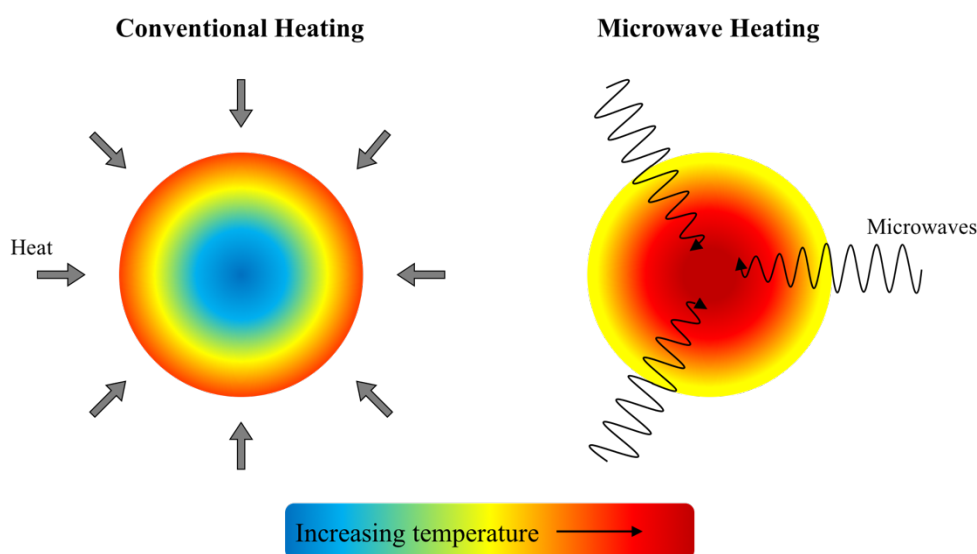 Conventional Heating
Microwave Heating
Heat
Microwaves
Increasing temperature